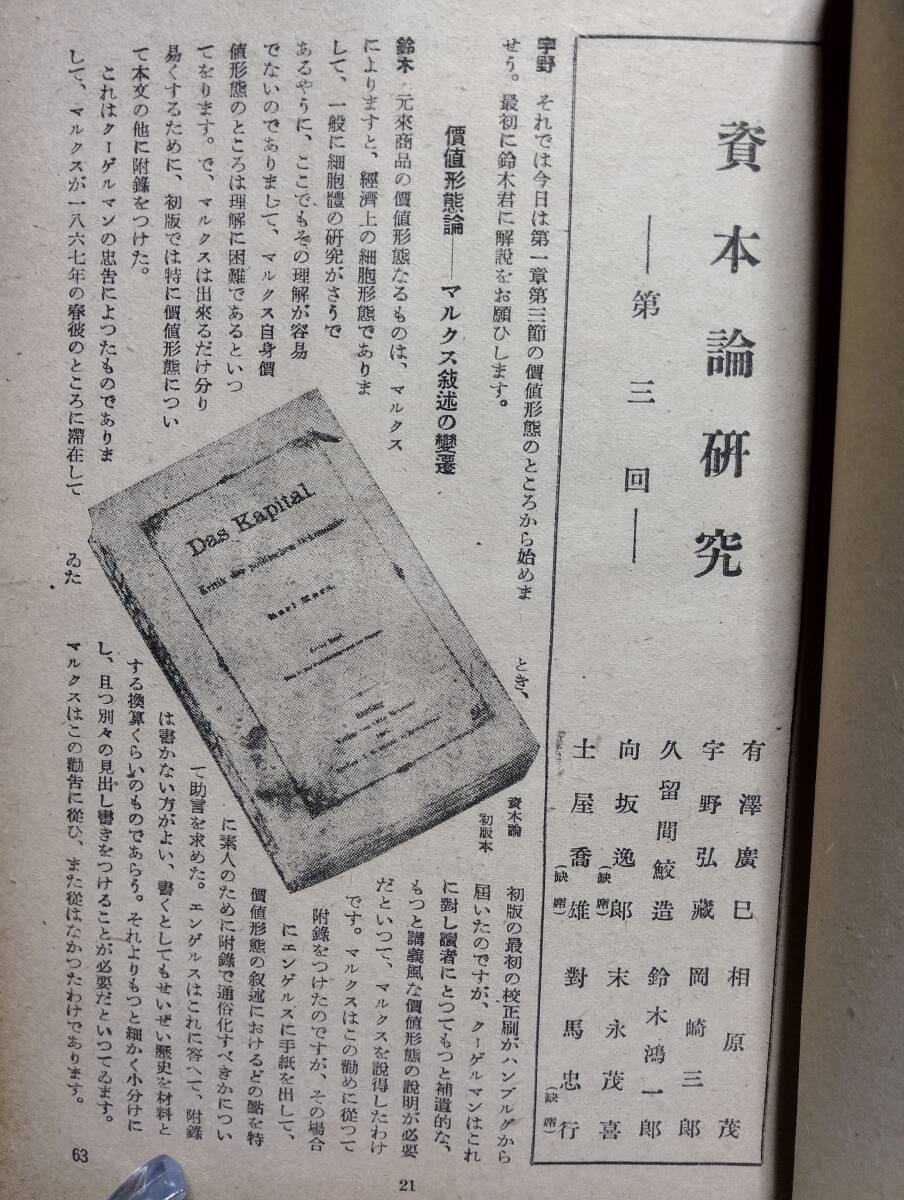 資本論研究
――第三回――
有澤廣巳
宇野弘藏
久留間鮫造
向坂逸郎(缺席)
土屋喬雄(缺席)
相原茂
岡崎三郎
鈴木鴻一郎
末永茂喜
對馬忠行(缺席)
宇野 それでは今日は第一章第三節の價値形態のところから始めま
せう。最初に鈴木君に解說をお願ひします。
價値形態論――マルクス敍述の變遷
鈴木 元來商品の價値形態なるものは、マルクス
によりますと、經濟上の細胞形態でありま
して、一般に細胞體の研究がさうで
あるやうに、ここでもその理解が容易
でないのでありまして、マルクス自身價
値形態のところは理解に困難であるといつ
てをります。で、マルクスは出來るだけ分り
易くするために、初版では特に價値形態につい
て本文の他に附錄をつけた。
これはクーゲルマンの忠吿によつたものでありま
して、マルクスが一八六七年の春彼のところに滯在して
ゐた
とき、
初版の最初の校正刷がハンブルグから
屆いたのですが、クーゲルマンはこれ
に對し讀者にとつてもつと補遺的な、
もつと講義風な價値形態の說明が必要
だといつて、マルクスを說得したわけ
です。マルクスはこの勸めに從つて
附錄をつけたのですが、その場合
にエンゲルスに手紙を出して、
價値形態の敍述におけるどの點を特
に素人のために附錄で通俗化すべきかについ
て助言を求めた。エンゲルスはこれに答へて、附錄
は書かない方がよい、書くとしてもせいぜい歷史を材料と
する換算くらいのものであらう。それよりもつと細かく小分けに
し、且つ別々の見出し書きをつけることが必要だといつてゐます。
マルクスはこの勸吿に從ひ、また從はなかつたわけであります。
Das Kapital
Kritik der politischen Oekonomie
Karl Marx
資本論
初版本
63
21